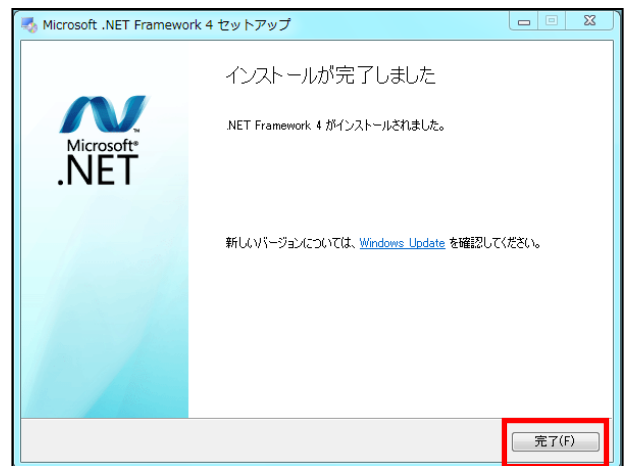 Microsoft .NET Framework 4 セットアップ
インストールが完了しました
.NET Framework 4 がインストールされました。
Microsoft®
.NET
新しいバージョンについては、Windows Update を確認してください。
完了(F)